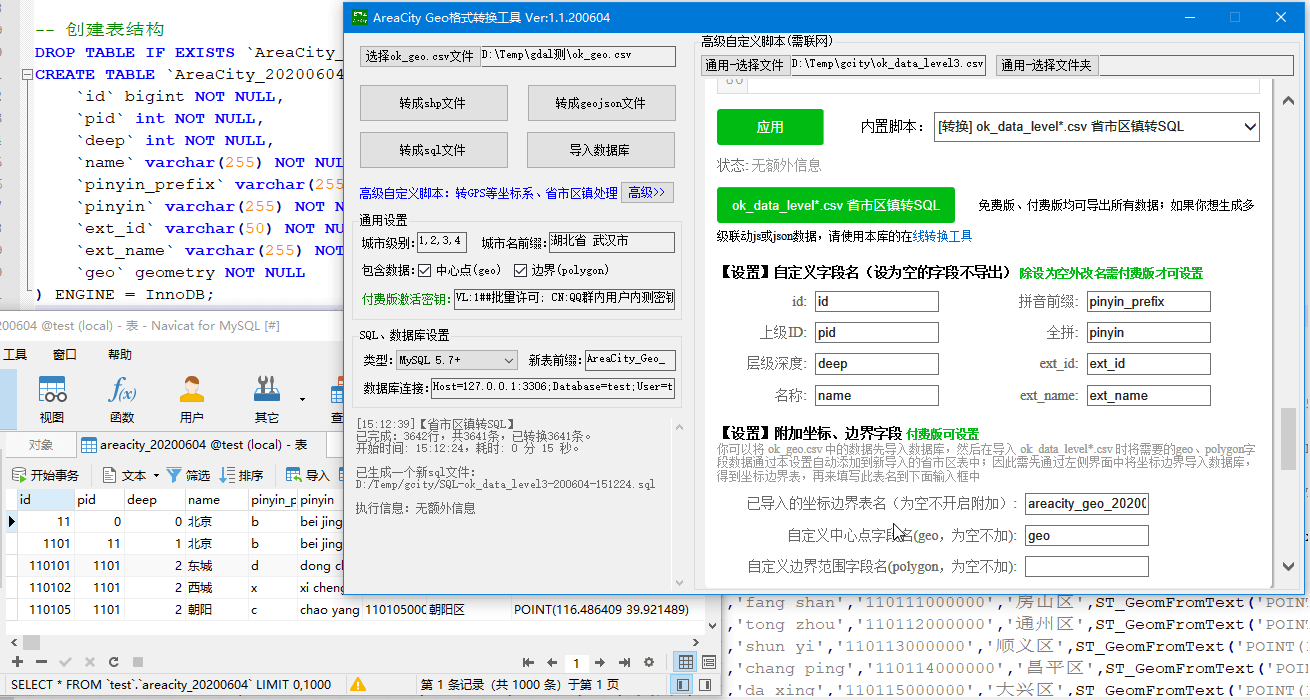 -- 创建表结构
DROP TABLE IF EXISTS `AreaCity_
CREATE TABLE `AreaCity_20200604
`id` bigint NOT NULL,
`pid` int NOT NULL,
`deep` int NOT NULL,
`name` varchar(255) NOT NUL
`pinyin_prefix` varchar(255
`pinyin` varchar(255) NOT N
`ext_id` varchar(50) NOT NU
`ext_name` varchar(255) NOT
`geo` geometry NOT NULL
) ENGINE = InnoDB;
00604 @test (local) - 表 - Navicat for MySQL [#]
工具 窗口 帮助
视图 函数 用户 其它 查
对象 areacity_20200604 @test (local) - 表
开始事务 文本 筛选 排序 导入
id pid deep name pinyin_p pinyin
11 0 0 北京 b bei jing
1101 11 1 北京 b bei jing
110101 1101 2 东城 d dong ch
110102 1101 2 西城 x xi cheng
110105 1101 2 朝阳 c chao yang 110105000 朝阳区 POINT(116.486409 39.921489)
1
SELECT * FROM `test`.`areacity_20200604` LIMIT 0,1000 第 1 条记录 (共 1000 条) 于第 1 页
AreaCity Geo格式转换工具 Ver:1.1.200604
选择ok_geo.csv文件 D:\Temp\gdal测\ok_geo.csv
转成shp文件 转成geojson文件
转成sql文件 导入数据库
高级自定义脚本: 转GPS等坐标系、省市区镇处理 高级>>
通用设置
城市级别: 1,2,3,4 城市名前缀: 湖北省 武汉市
包含数据: 中心点(geo) 边界(polygon)
付费版激活密钥: VL:1##批量许可; CN:QQ群内用户内测密钥
SQL、数据库设置
类型: MySQL 5.7+ 新表前缀: AreaCity_Geo_
数据库连接: Host=127.0.0.1:3306;Database=test;User=t
[15:12:39]【省市区镇转SQL】
已完成: 3642行, 共3641条, 已转换3641条。
开始时间: 15:12:24, 耗时: 0 分 15 秒。
已生成一个新sql文件:
D:/Temp/gcity/SQL-ok_data_level3-200604-151224.sql
执行信息: 无额外信息
高级自定义脚本(需联网)
通用-选择文件 D:\Temp\gcity\ok_data_level3.csv 通用-选择文件夹
80
应用 内置脚本: [转换] ok_data_level*.csv 省市区镇转SQL
状态: 无额外信息
ok_data_level*.csv 省市区镇转SQL 免费版、付费版均可导出所有数据；如果你想生成多
级联动js或json数据，请使用本库的在线转换工具
【设置】自定义字段名（设为空的字段不导出） 除设为空外改名需付费版才可设置
id: id 拼音前缀: pinyin_prefix
上级ID: pid 全拼: pinyin
层级深度: deep ext_id: ext_id
名称: name ext_name: ext_name
【设置】附加坐标、边界字段 付费版可设置
你可以将 ok_geo.csv 中的数据先导入数据库，然后在导入 ok_data_level*.csv 时将需要的geo、polygon字
段数据通过本设置自动添加到新导入的省市区表中；因此需先通过左侧界面中将坐标边界导入数据库，
得到坐标边界表，再来填写此表名到下面输入框中
已导入的坐标边界表名（为空不开启附加）: areacity_geo_20200
自定义中心点字段名(geo，为空不加): geo
自定义边界范围字段名(polygon，为空不加):
,'fang shan','110111000000','房山区',ST_GeomFromText('POINT
,'tong zhou','110112000000','通州区',ST_GeomFromText('POINT
,'shun yi','110113000000','顺义区',ST_GeomFromText('POINT(1
,'chang ping','110114000000','昌平区',ST_GeomFromText('POIN
,'da xing','110115000000','大兴区',ST_GeomFromText('POINT(1